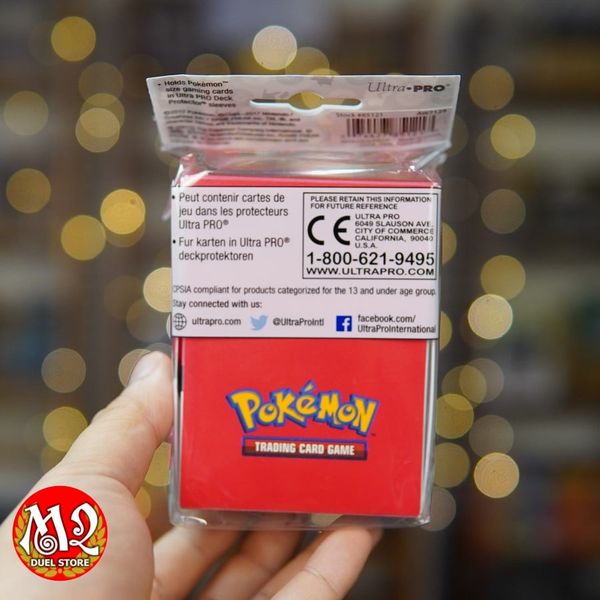 • Holds Pokémon™
size gaming cards
in Ultra PRO Deck
Protector® sleeves
Ultra•PRO™
Stock #85121
• Peut contenir cartes de
jeu dans les protecteurs
Ultra PRO®
• Fur karten in Ultra PRO®
deckprotektoren
PLEASE RETAIN THIS INFORMATION
FOR FUTURE REFERENCE
CE
ULTRA PRO
6049 SLAUSON AVE
CITY OF COMMERCE
CALIFORNIA, 90040
U.S.A.
1-800-621-9495
WWW.ULTRAPRO.COM
CPSIA compliant for products categorized for the 13 and under age group.
Stay connected with us:
ultrapro.com
@UltraProIntl
facebook.com/
UltraProInternational
POKéMON
TRADING CARD GAME
M2
DUEL STORE